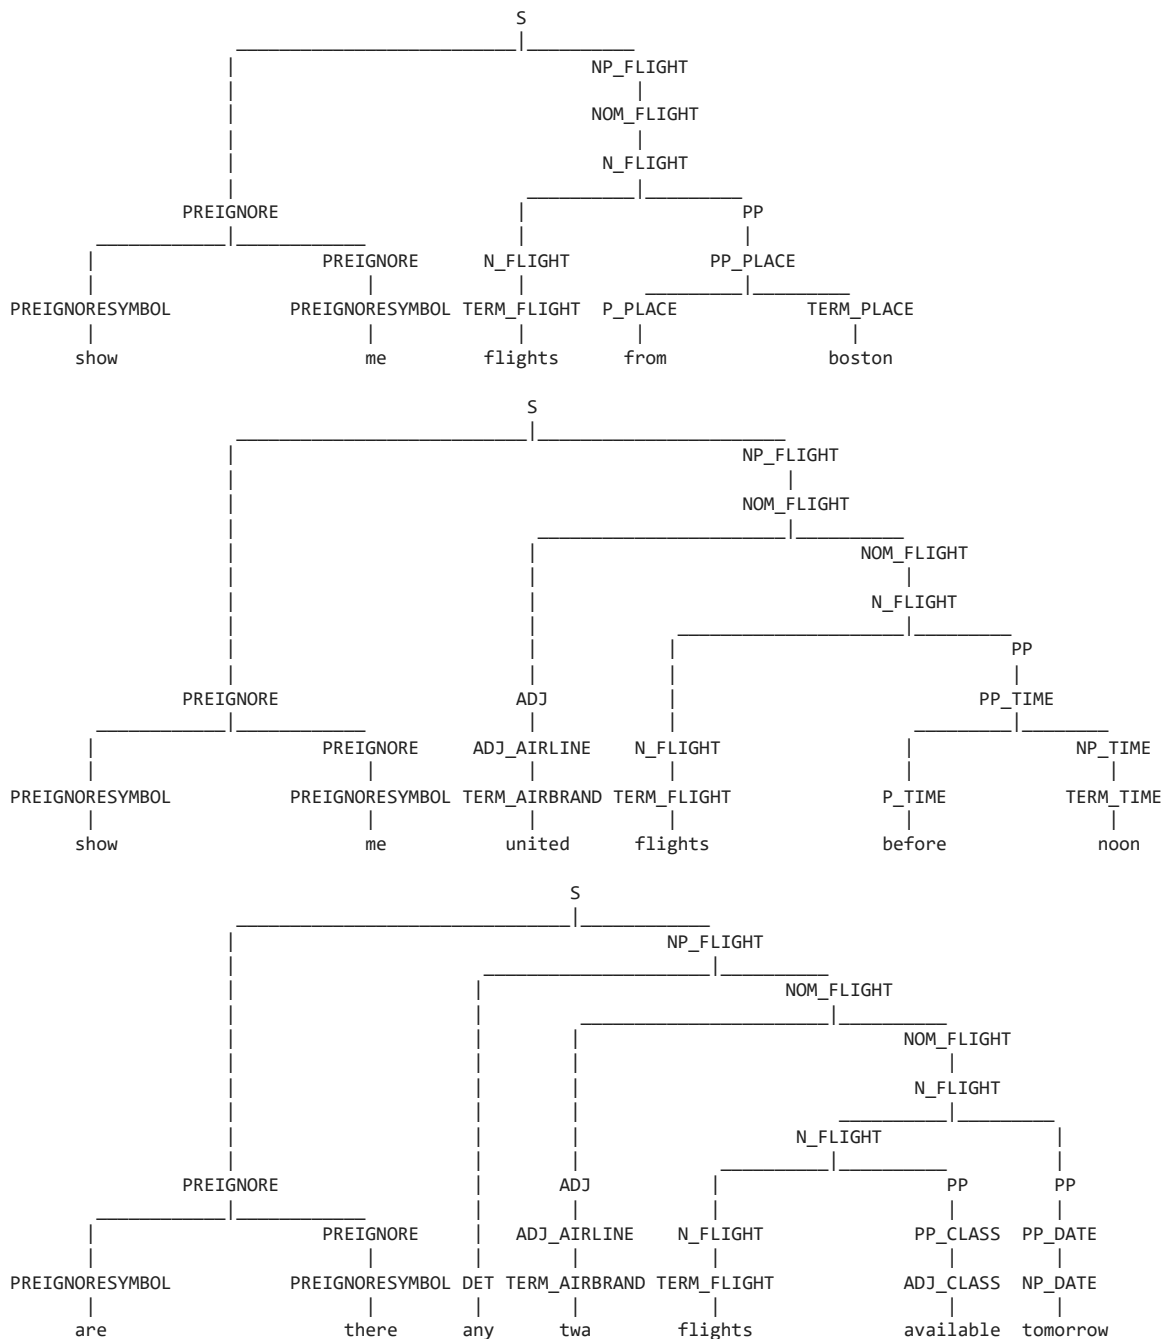 S
NP_FLIGHT
NOM_FLIGHT
N_FLIGHT
PREIGNORE PP
PREIGNORE N_FLIGHT PP_PLACE
PREIGNORESYMBOL PREIGNORESYMBOL TERM_FLIGHT P_PLACE TERM_PLACE
show me flights from boston
S
NP_FLIGHT
NOM_FLIGHT
NOM_FLIGHT
N_FLIGHT
PP
PREIGNORE ADJ PP_TIME
PREIGNORE ADJ_AIRLINE N_FLIGHT NP_TIME
PREIGNORESYMBOL PREIGNORESYMBOL TERM_AIRBRAND TERM_FLIGHT P_TIME TERM_TIME
show me united flights before noon
S
NP_FLIGHT
NOM_FLIGHT
NOM_FLIGHT
N_FLIGHT
N_FLIGHT
PREIGNORE ADJ PP PP
PREIGNORE ADJ_AIRLINE N_FLIGHT PP_CLASS PP_DATE
PREIGNORESYMBOL PREIGNORESYMBOL DET TERM_AIRBRAND TERM_FLIGHT ADJ_CLASS NP_DATE
are there any twa flights available tomorrow